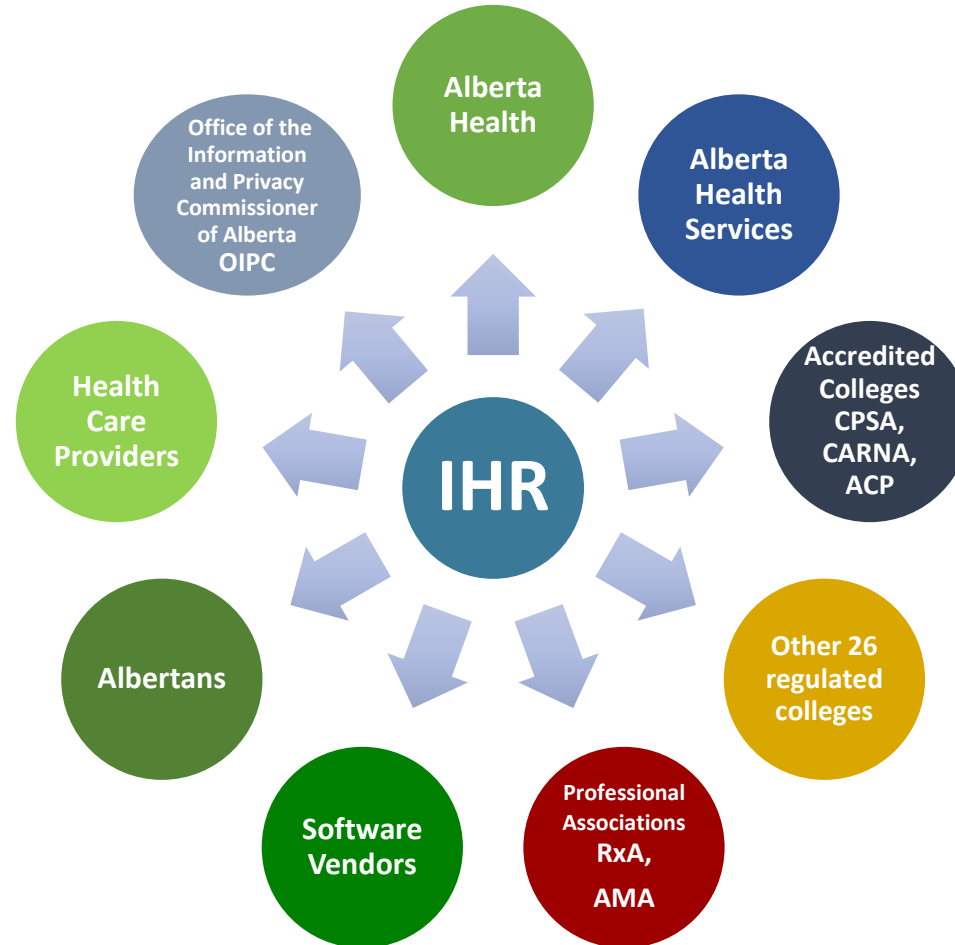 Alberta
Health
Alberta
Health
Services
Accredited
Colleges
CPSA,
CARNA,
ACP
Other 26
regulated
colleges
Professional
Associations
RxA,
AMA
Software
Vendors
Albertans
Health
Care
Providers
Office of the
Information
and Privacy
Commissioner
of Alberta
OIPC
IHR